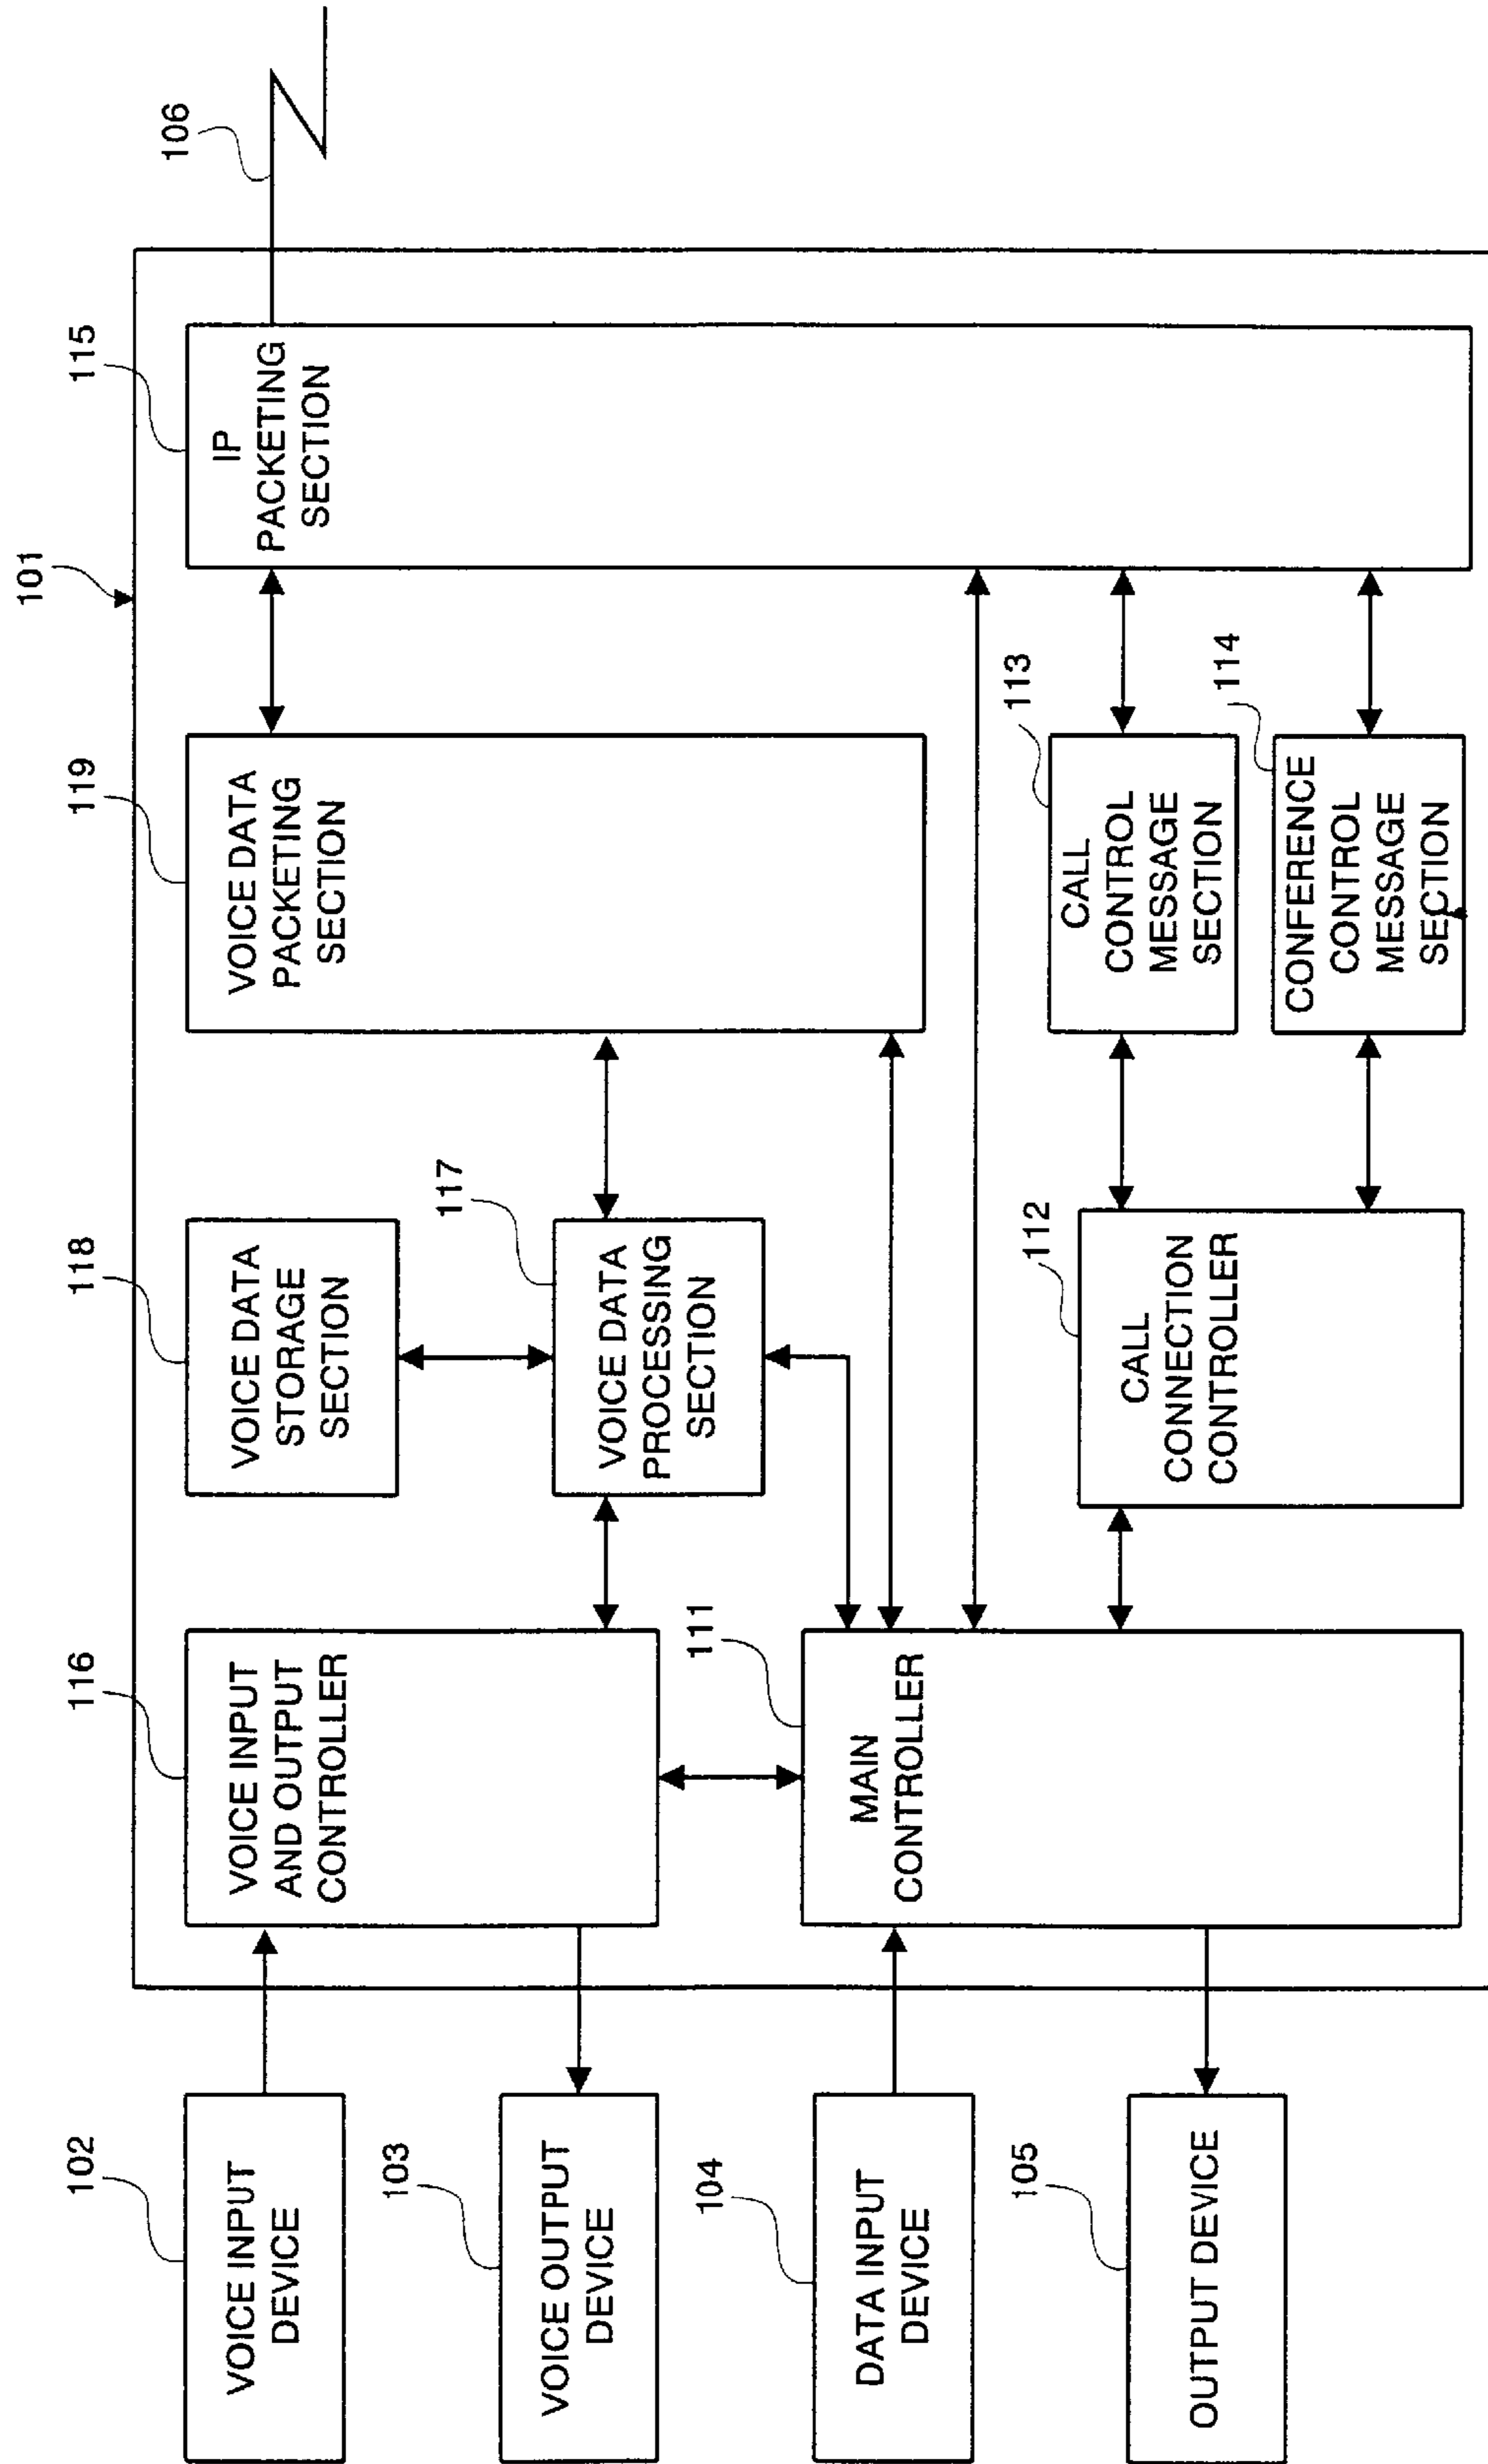 101
106
102
VOICE INPUT
DEVICE
116
VOICE INPUT
AND OUTPUT
CONTROLLER
118
VOICE DATA
STORAGE
SECTION
119
VOICE DATA
PACKETING
SECTION
115
IP
PACKETING
SECTION
103
VOICE OUTPUT
DEVICE
117
VOICE DATA
PROCESSING
SECTION
104
DATA INPUT
DEVICE
111
MAIN
CONTROLLER
105
OUTPUT DEVICE
112
CALL
CONNECTION
CONTROLLER
113
CALL
CONTROL
MESSAGE
SECTION
114
CONFERENCE
CONTROL
MESSAGE
SECTION